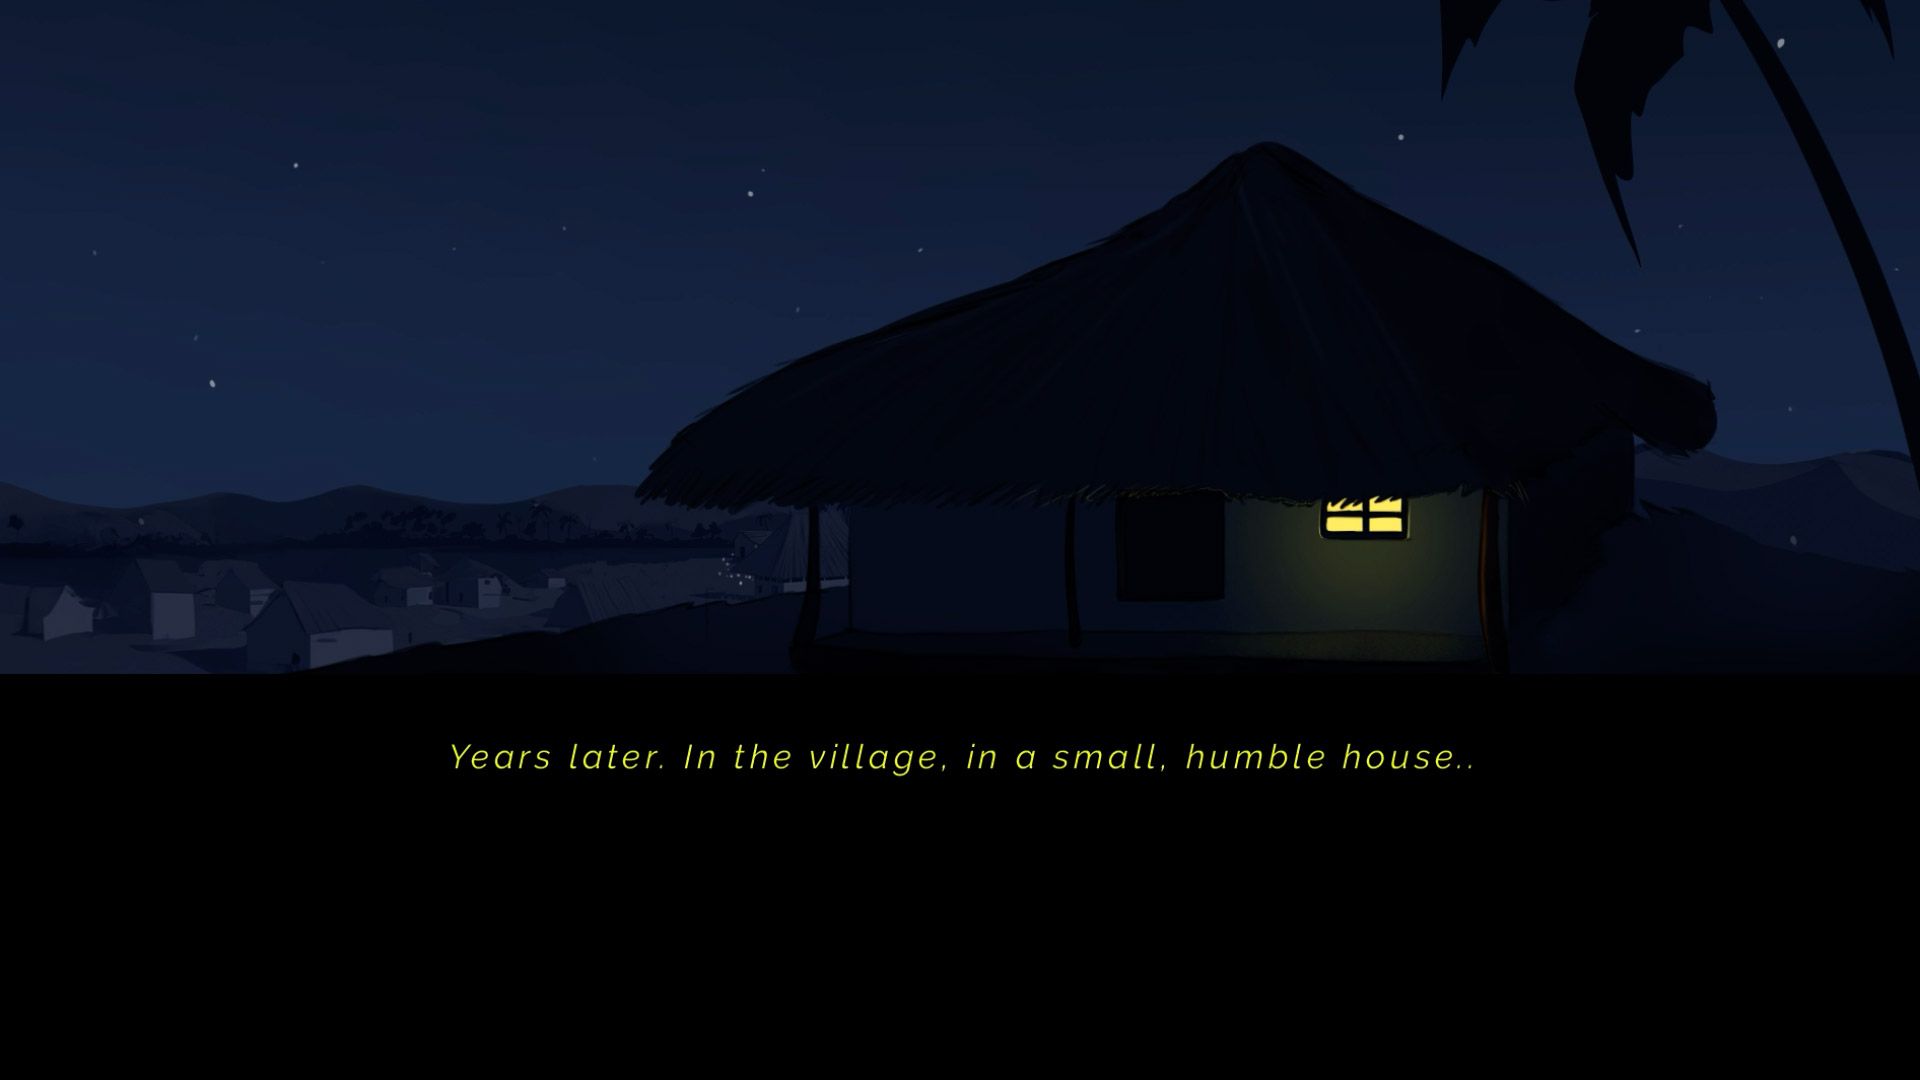 Years later. In the village, in a small, humble house..